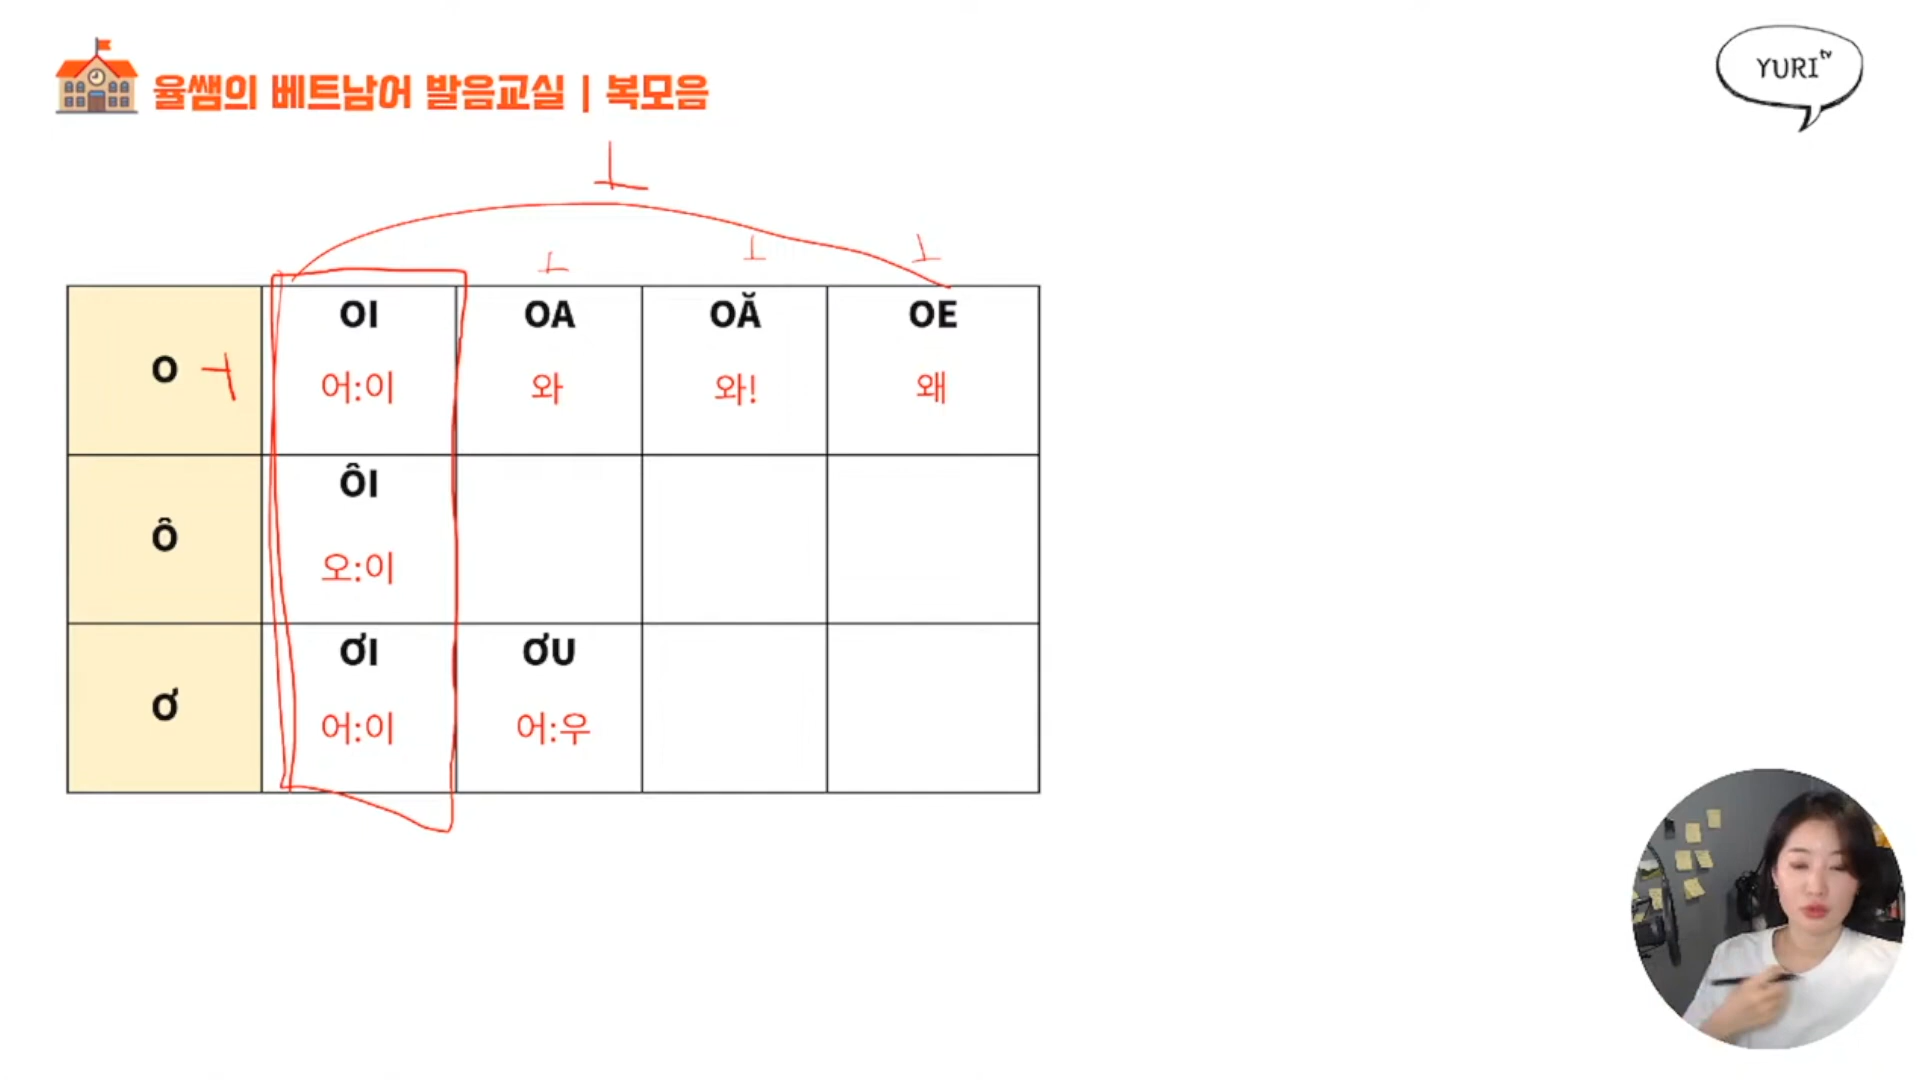 율쌤의 베트남어 발음교실 | 복모음
YURI tv
ㅗ
ㅗ ㅗ ㅗ
O ㅓ
OI OA OĂ OE
어:이 와 와! 왜
Ô
ÔI
오:이
Ơ
ƠI ƠU
어:이 어:우